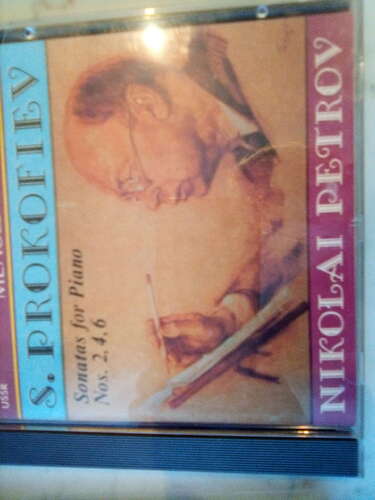 USSR
S. PROKOFIEV
Sonatas for Piano
Nos. 2, 4, 6
NIKOLAI PETROV